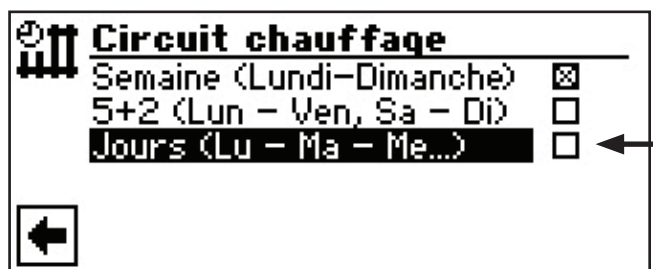 Circuit chauffage
Semaine (Lundi-Dimanche)
5+2 (Lun - Ven, Sa - Di)
Jours (Lu - Ma - Me...)